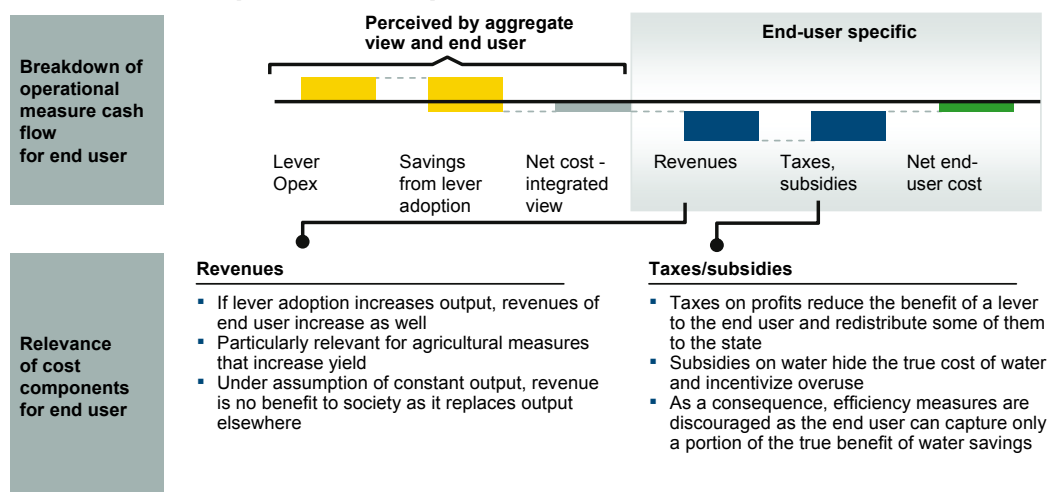 Breakdown of
operational
measure cash
flow
for end user
Perceived by aggregate
view and end user
End-user specific
Lever
Opex
Savings
from lever
adoption
Net cost -
integrated
view
Revenues
Taxes,
subsidies
Net end-
user cost
Relevance
of cost
components
for end user
Revenues
▪ If lever adoption increases output, revenues of
end user increase as well
▪ Particularly relevant for agricultural measures
that increase yield
▪ Under assumption of constant output, revenue
is no benefit to society as it replaces output
elsewhere
Taxes/subsidies
▪ Taxes on profits reduce the benefit of a lever
to the end user and redistribute some of them
to the state
▪ Subsidies on water hide the true cost of water
and incentivize overuse
▪ As a consequence, efficiency measures are
discouraged as the end user can capture only
a portion of the true benefit of water savings